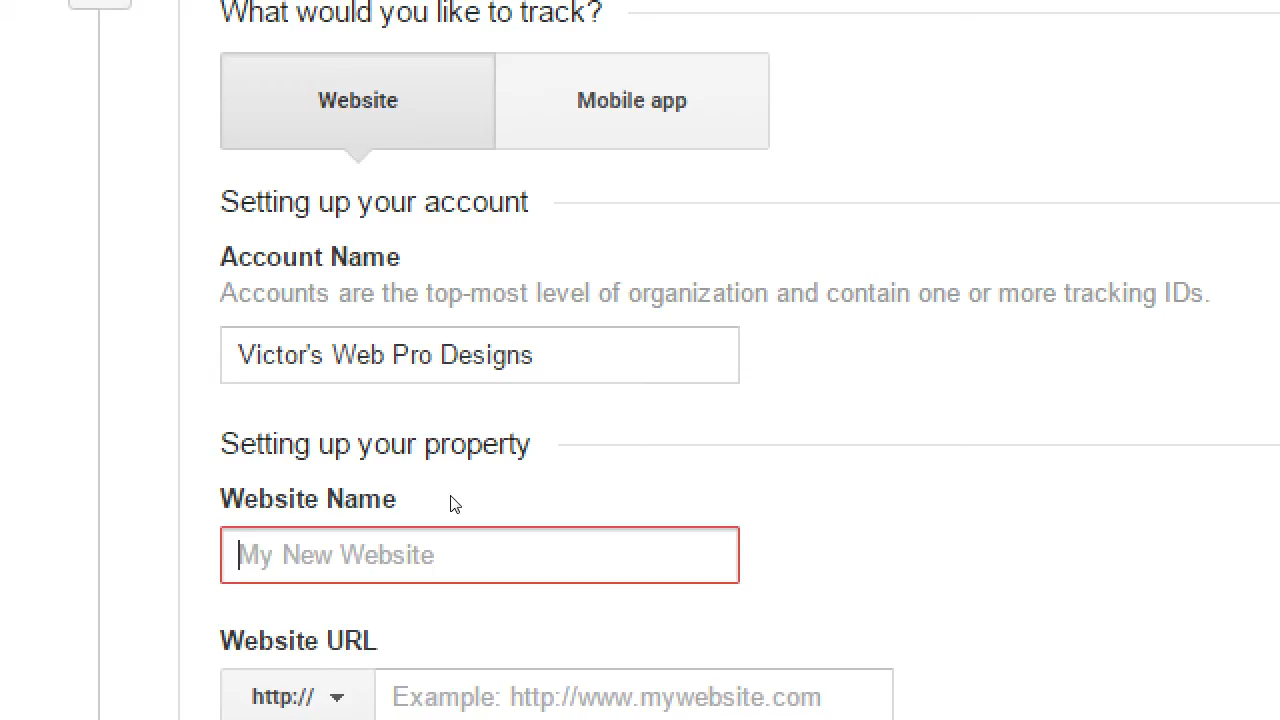 What would you like to track?
Website
Mobile app
Setting up your account
Account Name
Accounts are the top-most level of organization and contain one or more tracking IDs.
Victor's Web Pro Designs
Setting up your property
Website Name
My New Website
Website URL
http://
Example: http://www.mywebsite.com